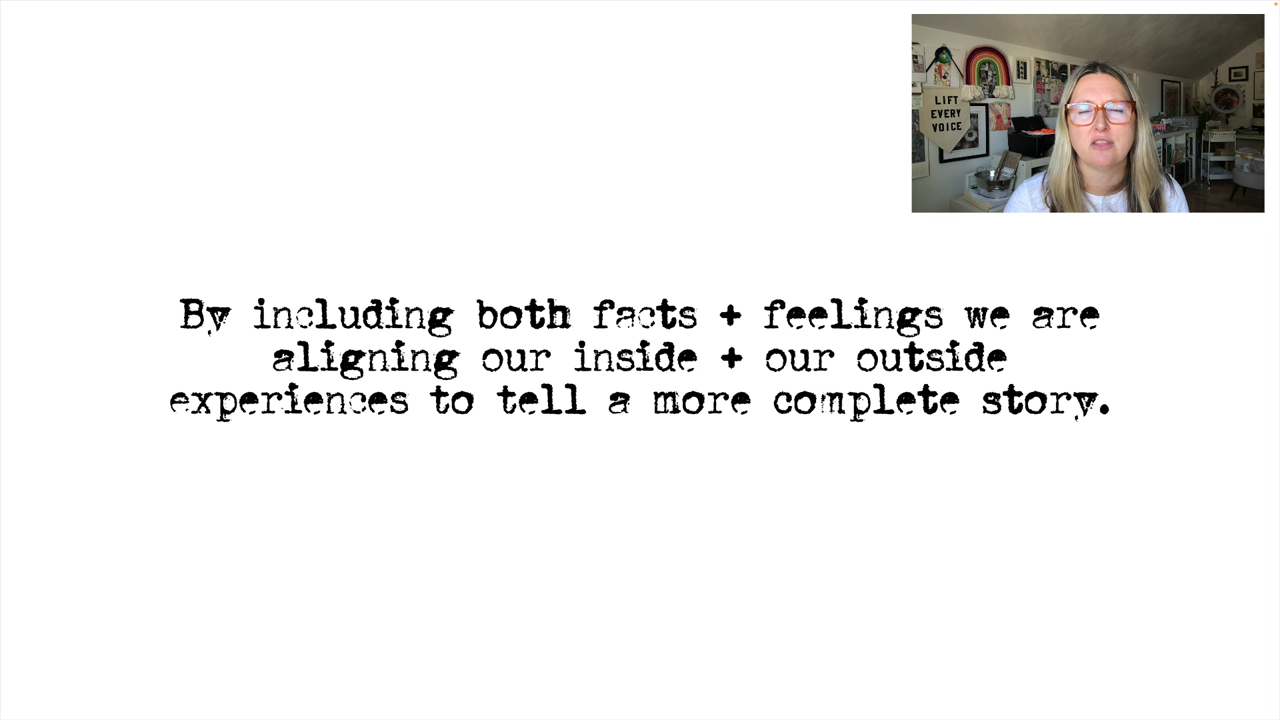 LIFT
EVERY
VOICE
By including both facts + feelings we are
aligning our inside + our outside
experiences to tell a more complete story.